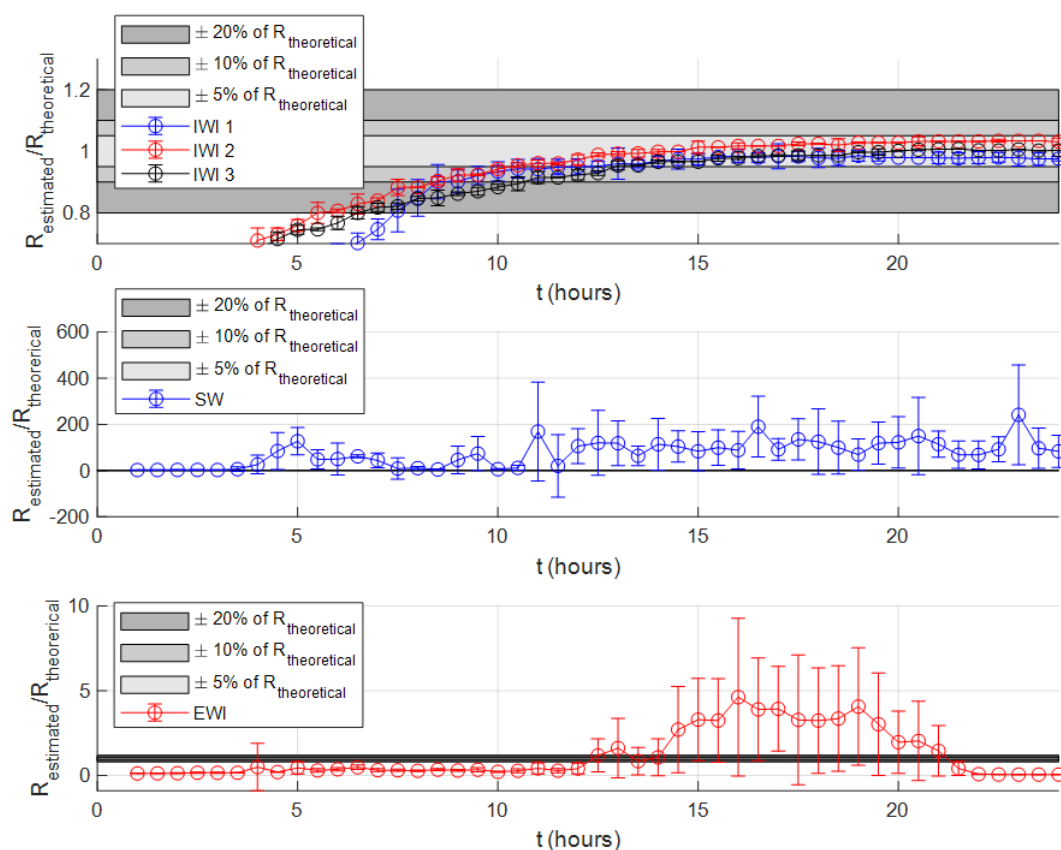 ± 20% of R_theoretical
± 10% of R_theoretical
± 5% of R_theoretical
IWI 1
IWI 2
IWI 3
R_estimated/R_theoretical
1.2
1
0.8
0 5 10 15 20
t (hours)
± 20% of R_theoretical
± 10% of R_theoretical
± 5% of R_theoretical
SW
R_estimated/R_theorerical
600
400
200
0
-200
0 5 10 15 20
t (hours)
± 20% of R_theoretical
± 10% of R_theoretical
± 5% of R_theoretical
EWI
R_estimated/R_theorerical
10
5
0
0 5 10 15 20
t (hours)